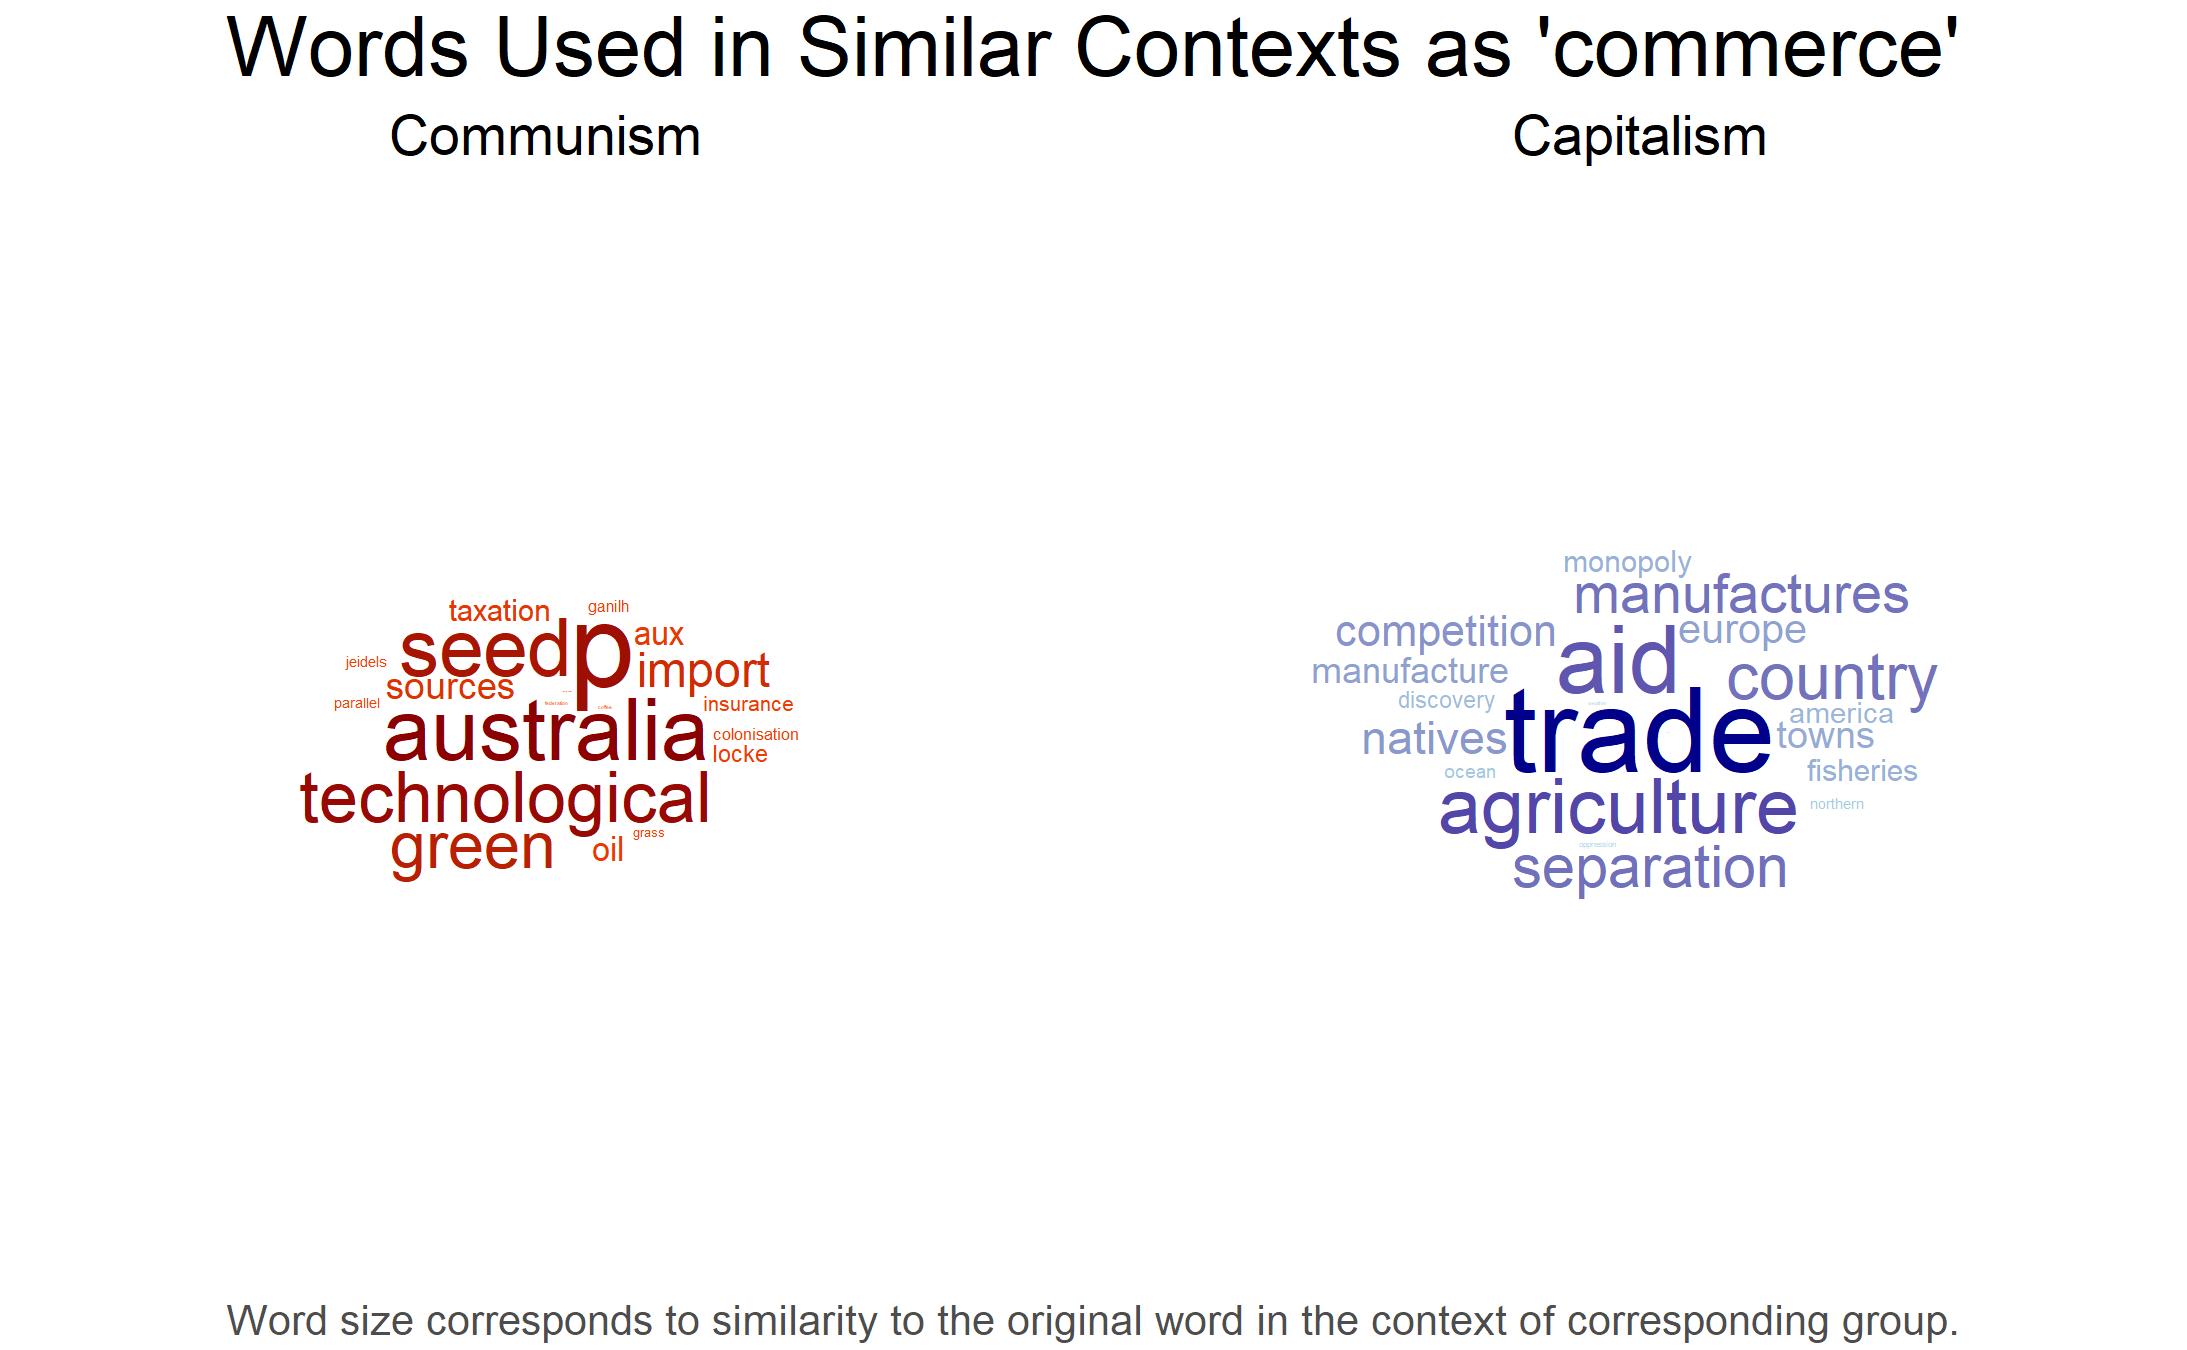 Words Used in Similar Contexts as 'commerce'
Communism
Capitalism
taxation
ganilh
seed
p
aux
jeidels
import
sources
parallel
federation
coffee
insurance
australia
colonisation
locke
technological
green
oil
grass
monopoly
manufactures
competition
europe
aid
manufacture
country
discovery
america
natives
trade
towns
ocean
fisheries
agriculture
northern
oppression
separation
Word size corresponds to similarity to the original word in the context of corresponding group.